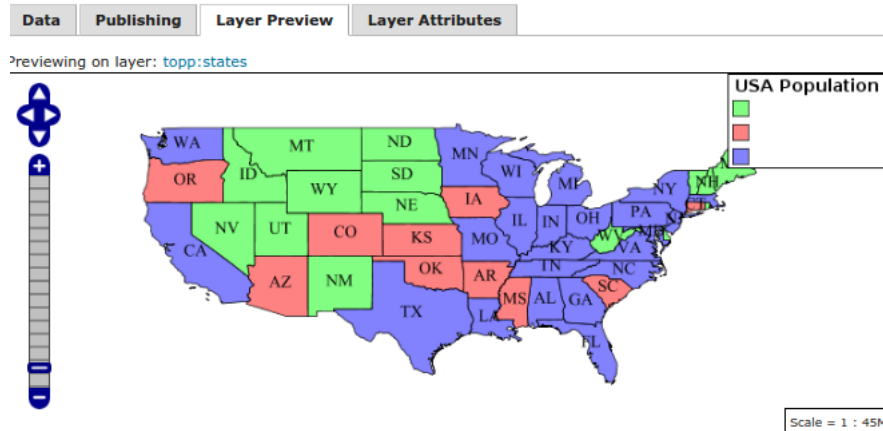 Data Publishing Layer Preview Layer Attributes
Previewing on layer: topp:states
USA Population
WA MT ND MN
OR ID SD WI MI NY NH
WY
NE IA PA
NV UT IL IN OH
CA CO KS MO WV VA
KY
AZ NM OK AR TN NC
SC
TX MS AL GA
LA
FL
Scale = 1 : 45M